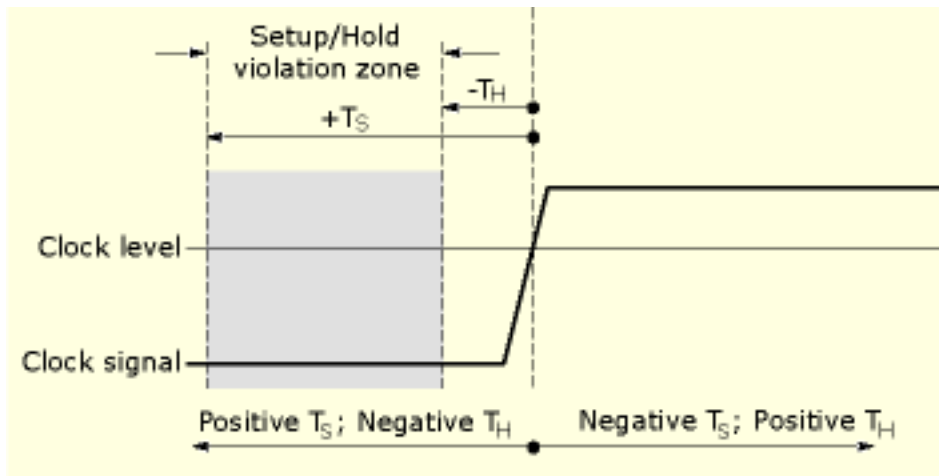 Setup/Hold
violation zone
-TH
+TS
Clock level
Clock signal
Positive TS; Negative TH
Negative TS; Positive TH